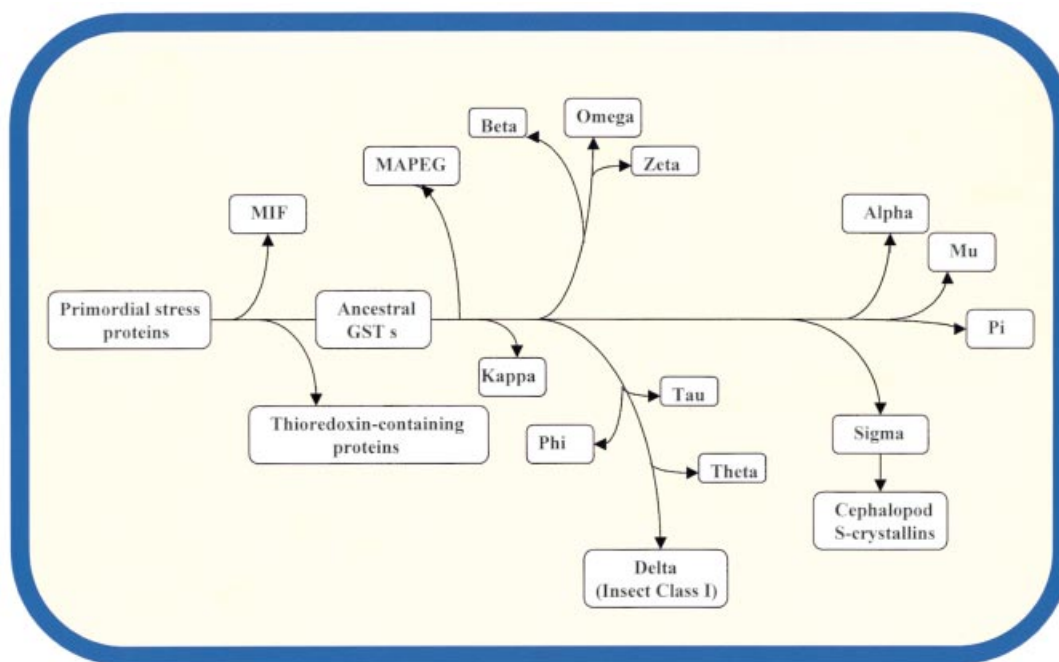 Omega
Beta
Zeta
MAPEG
MIF
Alpha
Mu
Primordial stress
proteins
Ancestral
GST s
Pi
Kappa
Tau
Thioredoxin-containing
proteins
Phi
Sigma
Theta
Cephalopod
S-crystallins
Delta
(Insect Class I)